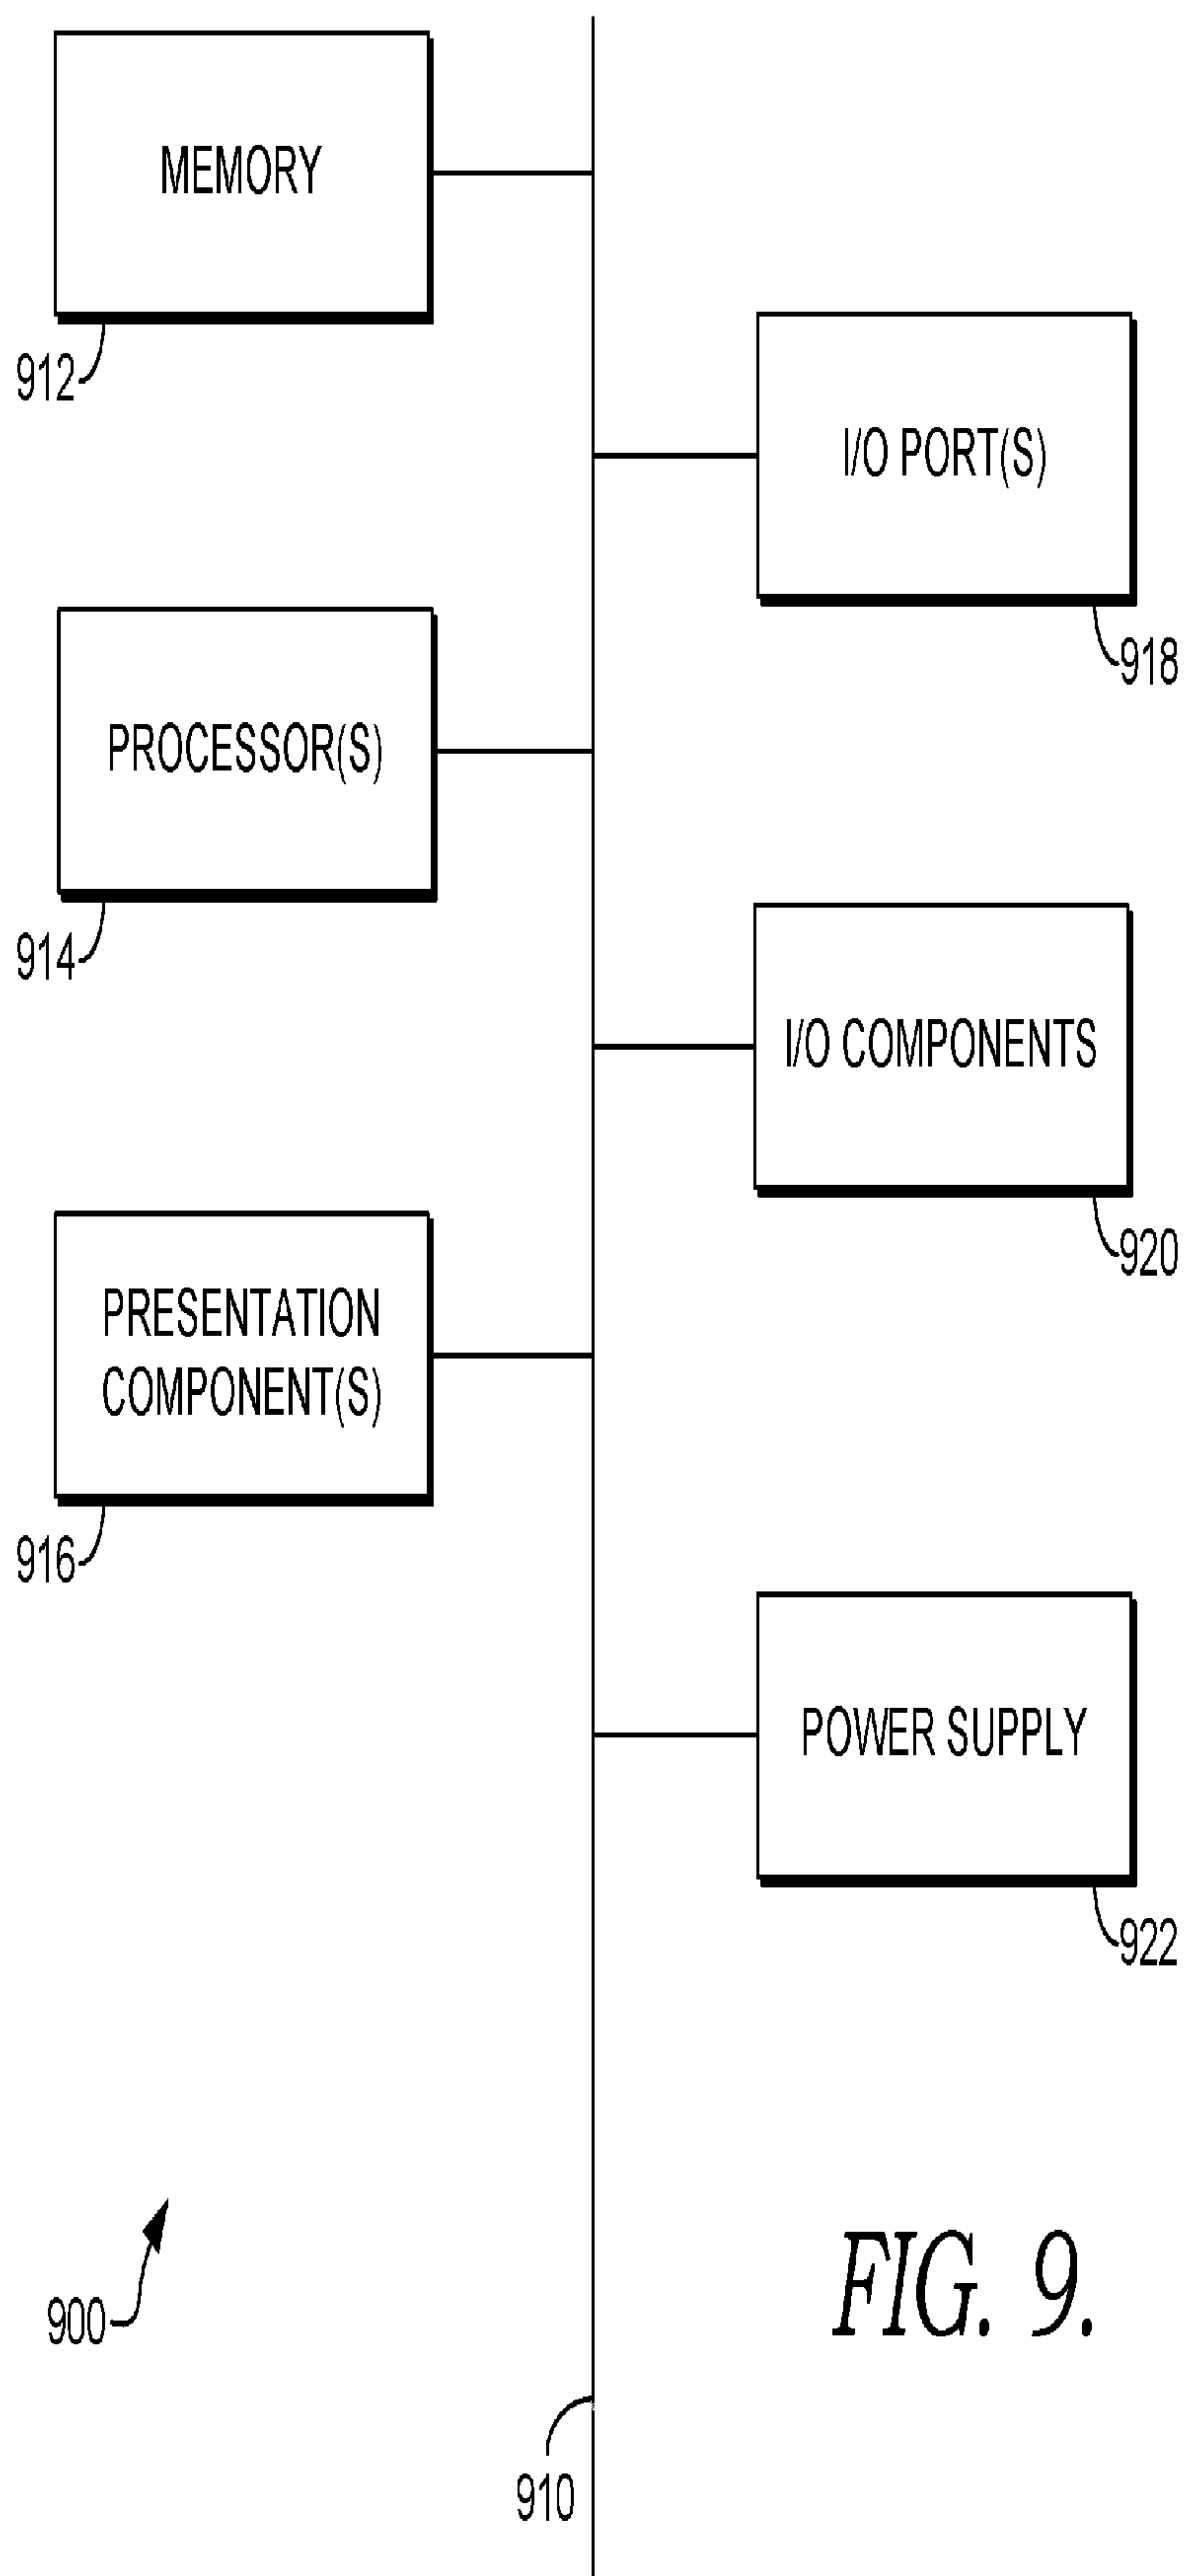 MEMORY
912
I/O PORT(S)
918
PROCESSOR(S)
914
I/O COMPONENTS
920
PRESENTATION
COMPONENT(S)
916
POWER SUPPLY
922
900
FIG. 9.
910